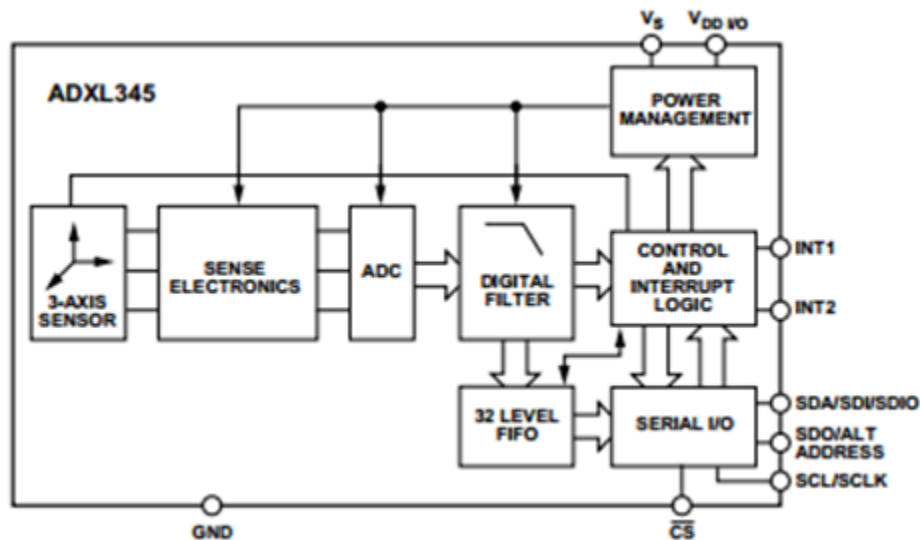 VS
VDD I/O
ADXL345
POWER
MANAGEMENT
3-AXIS
SENSOR
SENSE
ELECTRONICS
ADC
DIGITAL
FILTER
CONTROL
AND
INTERRUPT
LOGIC
INT1
INT2
32 LEVEL
FIFO
SERIAL I/O
SDA/SDI/SDIO
SDO/ALT
ADDRESS
SCL/SCLK
GND
CS